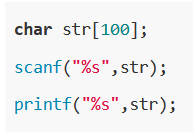 char str[100];
scanf("%s",str);
printf("%s",str);